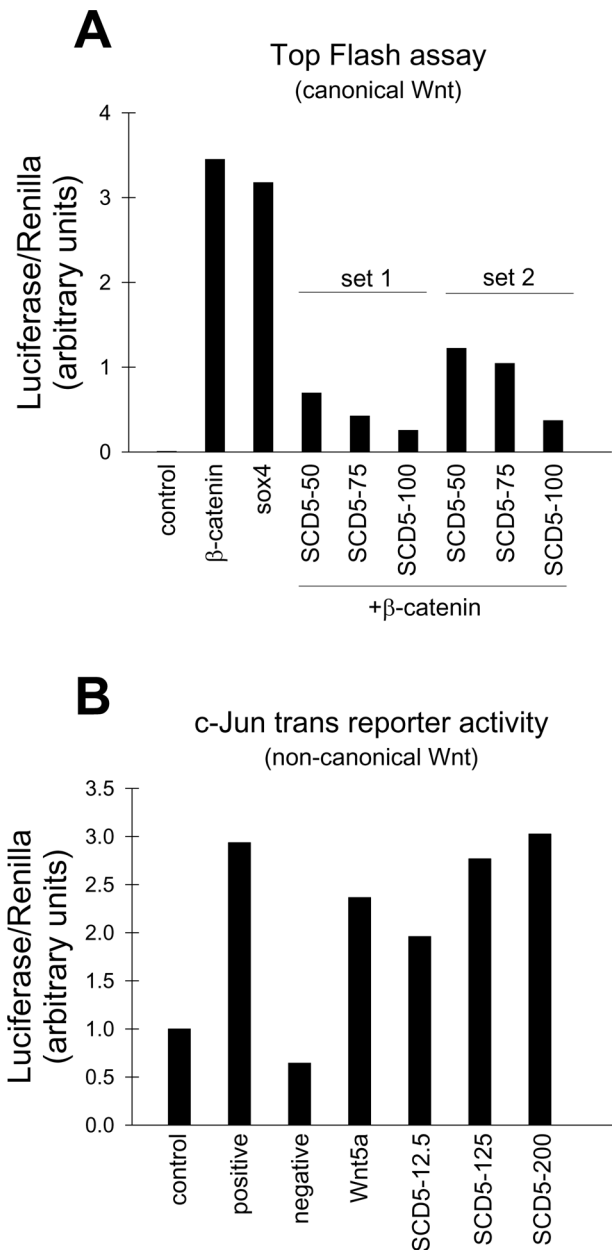 A
Top Flash assay
(canonical Wnt)
Luciferase/Renilla
(arbitrary units)
4
3
2
1
0
set 1
set 2
control
β-catenin
sox4
SCD5-50
SCD5-75
SCD5-100
SCD5-50
SCD5-75
SCD5-100
+β-catenin
B
c-Jun trans reporter activity
(non-canonical Wnt)
Luciferase/Renilla
(arbitrary units)
3.5
3.0
2.5
2.0
1.5
1.0
0.5
0.0
control
positive
negative
Wnt5a
SCD5-12.5
SCD5-125
SCD5-200